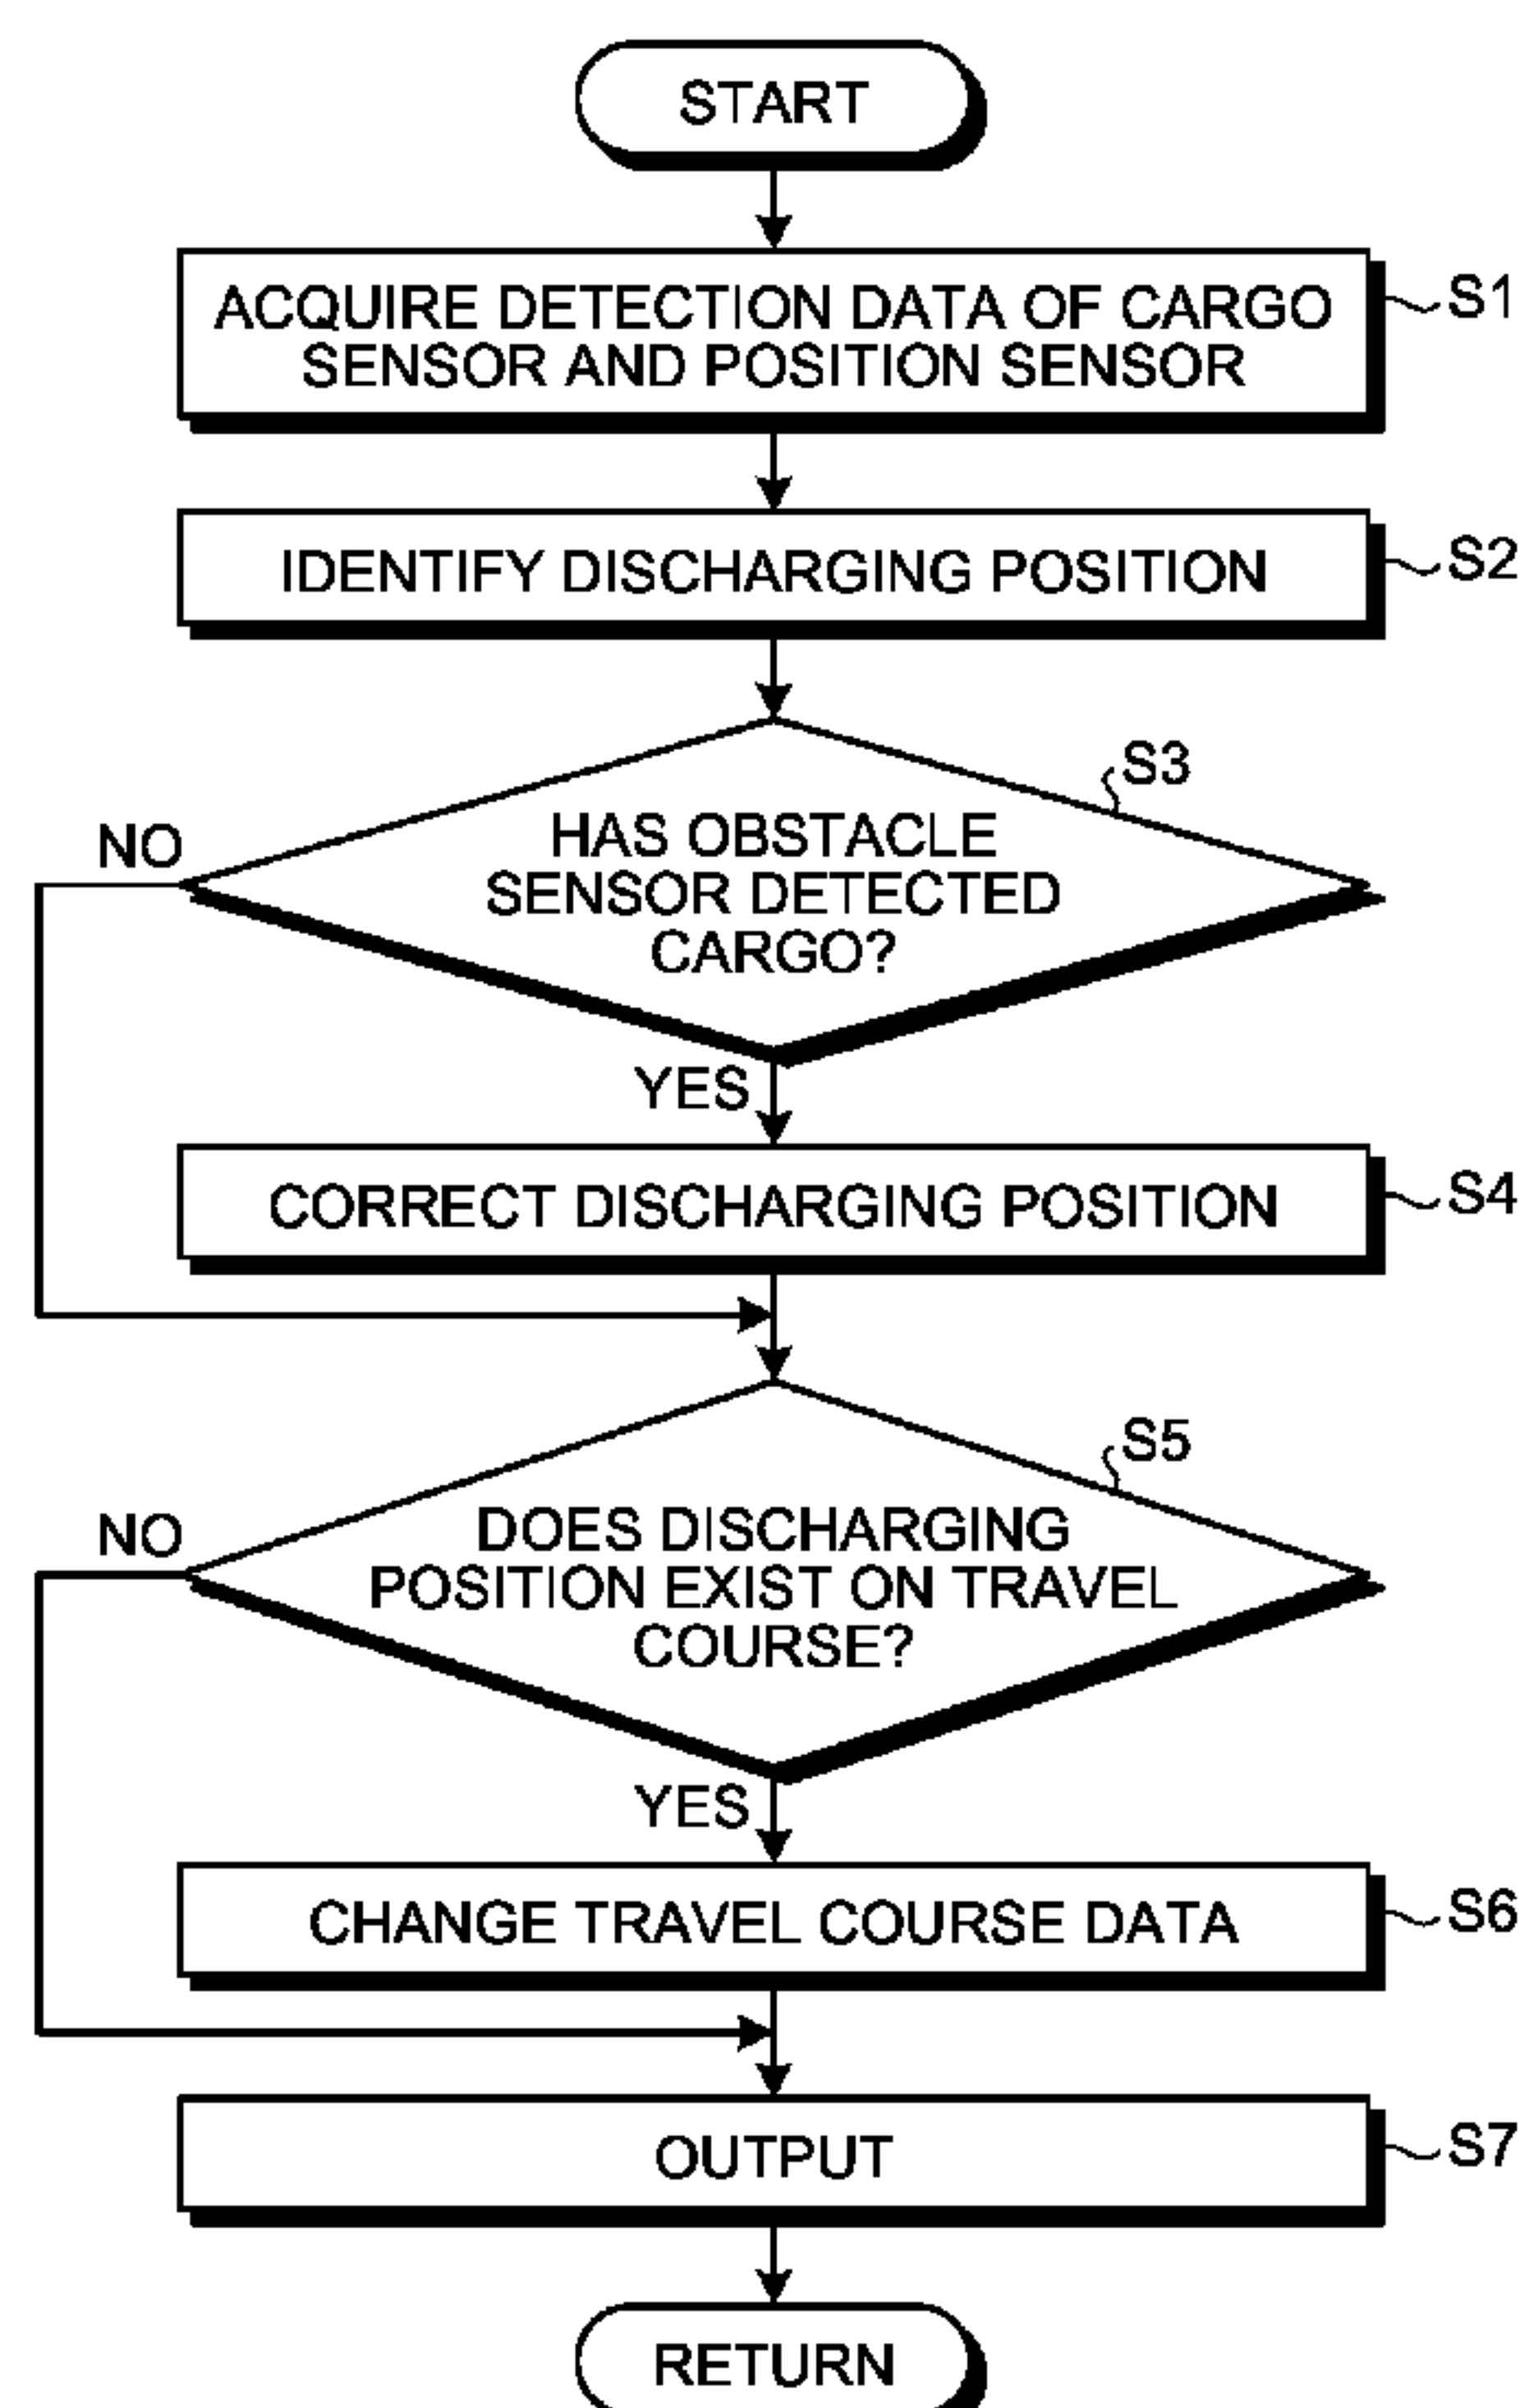 START
ACQUIRE DETECTION DATA OF CARGO
SENSOR AND POSITION SENSOR
S1
IDENTIFY DISCHARGING POSITION
S2
S3
HAS OBSTACLE
SENSOR DETECTED
CARGO?
NO
YES
CORRECT DISCHARGING POSITION
S4
S5
DOES DISCHARGING
POSITION EXIST ON TRAVEL
COURSE?
NO
YES
CHANGE TRAVEL COURSE DATA
S6
OUTPUT
S7
RETURN